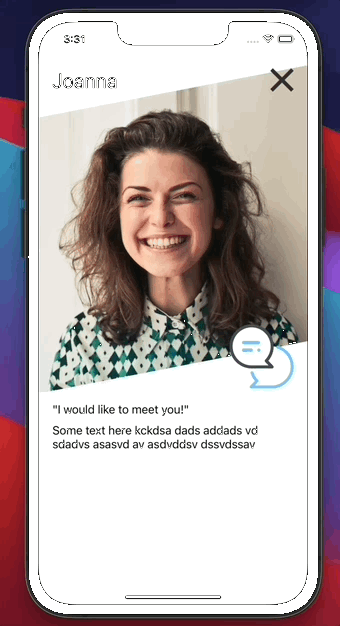 3:31
Joanna
"I would like to meet you!"
Some text here kckdsa dads addads vd
sdadvs asasvd av asdvddsv dssvdssav